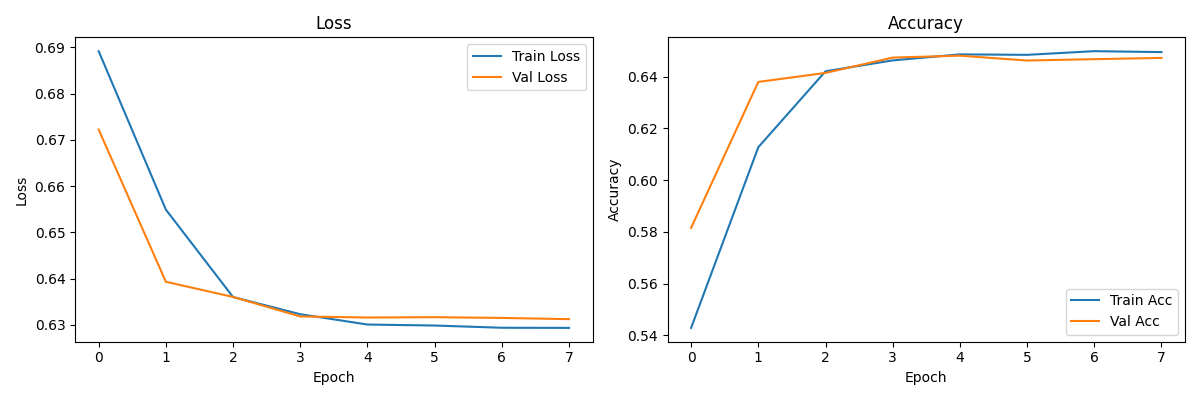 Loss
0.69
0.68
0.67
0.66
0.65
0.64
0.63
Loss
0 1 2 3 4 5 6 7
Epoch
Train Loss
Val Loss
Accuracy
0.64
0.62
0.60
0.58
0.56
0.54
Accuracy
0 1 2 3 4 5 6 7
Epoch
Train Acc
Val Acc